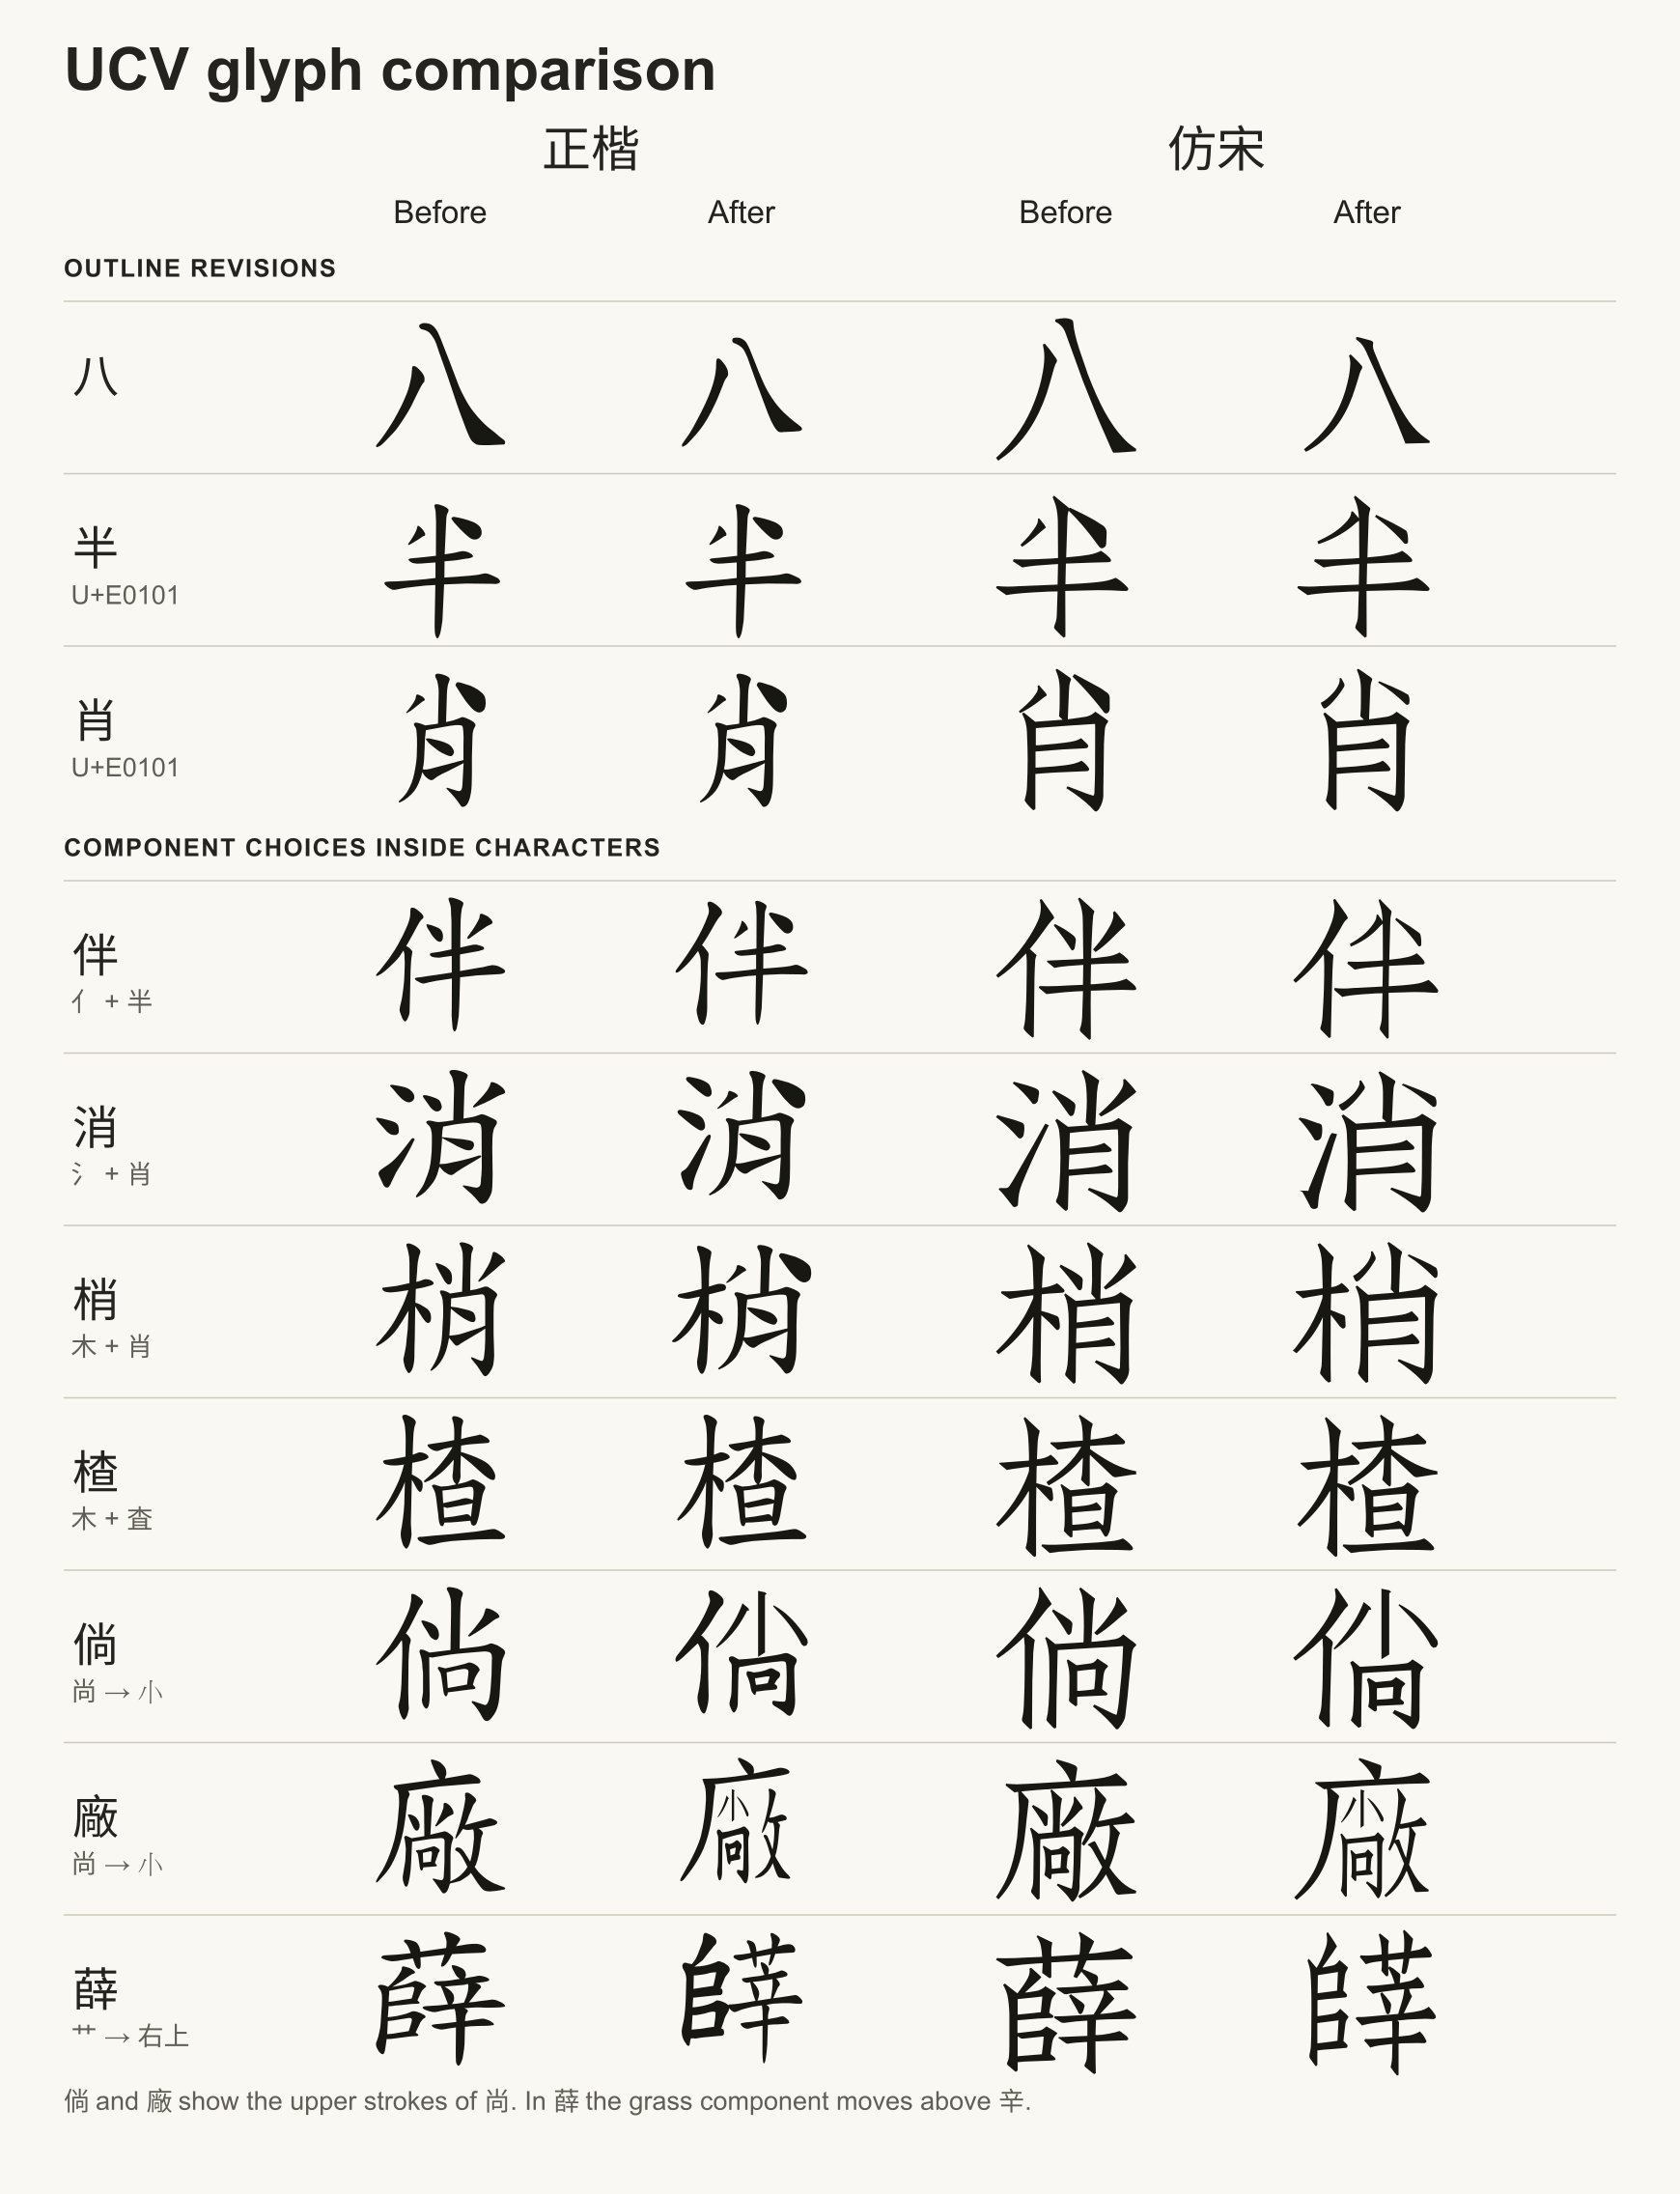 UCV glyph comparison
正楷 仿宋
Before After Before After
OUTLINE REVISIONS
八 八 八 八 八
半 半 半 半 半
U+E0101
肖 肖 肖 肖 肖
U+E0101
COMPONENT CHOICES INSIDE CHARACTERS
伴 伴 伴 伴 伴
亻 + 半
消 消 消 消 消
氵 + 肖
梢 梢 梢 梢 梢
木 + 肖
楂 楂 楂 楂 楂
木 + 査
倘 倘 倘 倘 倘
尚 → ⺌
廠 廠 廠 廠 廠
尚 → ⺌
薛 薛 薛 薛 薛
艹 → 右上
倘 and 廠 show the upper strokes of 尚. In 薛 the grass component moves above 辛.